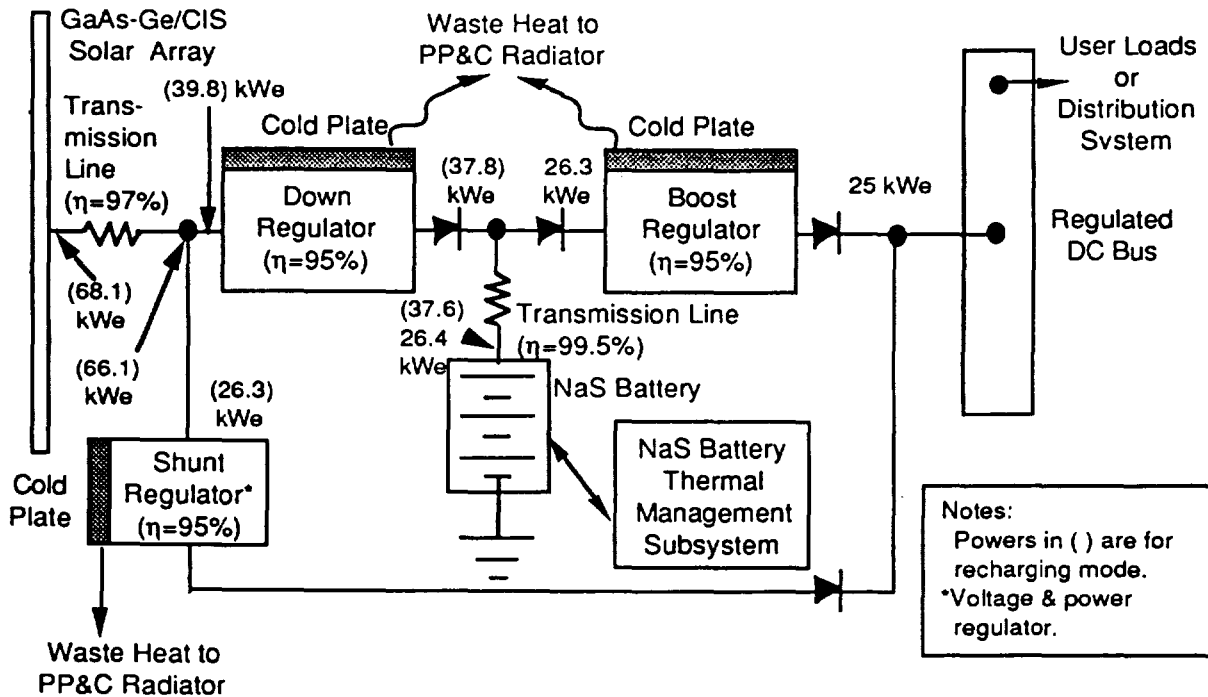 GaAs-Ge/CIS
Solar Array
Trans-
mission
Line
(η=97%)
(39.8) kWe
Waste Heat to
PP&C Radiator
Cold Plate
Down
Regulator
(η=95%)
(37.8)
kWe
26.3
kWe
Cold Plate
Boost
Regulator
(η=95%)
25 kWe
User Loads
or
Distribution
System
Regulated
DC Bus
(68.1)
kWe
(66.1)
kWe
(26.3)
kWe
(37.6)
26.4
kWe
Transmission Line
(η=99.5%)
NaS Battery
Cold
Plate
Shunt
Regulator*
(η=95%)
NaS Battery
Thermal
Management
Subsystem
Notes:
Powers in ( ) are for
recharging mode.
*Voltage & power
regulator.
Waste Heat to
PP&C Radiator